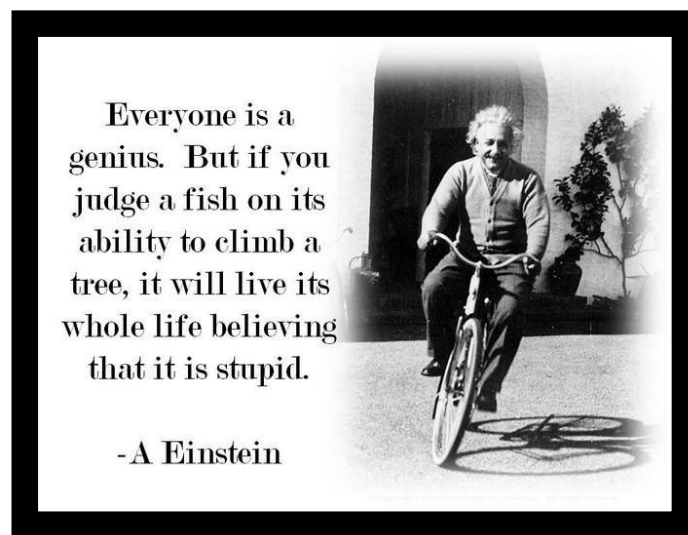 Everyone is a
genius. But if you
judge a fish on its
ability to climb a
tree, it will live its
whole life believing
that it is stupid.
-A Einstein